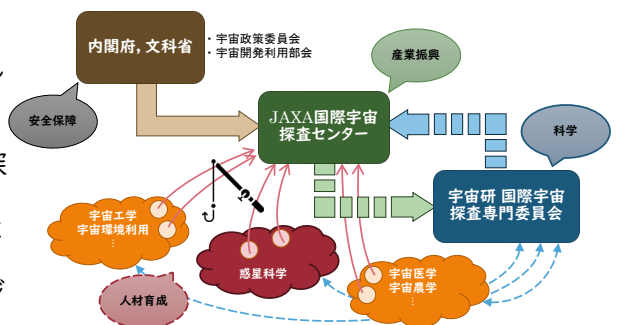 内閣府，文科省
・宇宙政策委員会
・宇宙開発利用部会
産業振興
安全保障
JAXA国際宇宙
探査センター
科学
宇宙研 国際宇宙
探査専門委員会
宇宙工学
宇宙環境利用
⋮
惑星科学
宇宙医学
宇宙農学
⋮
人材育成